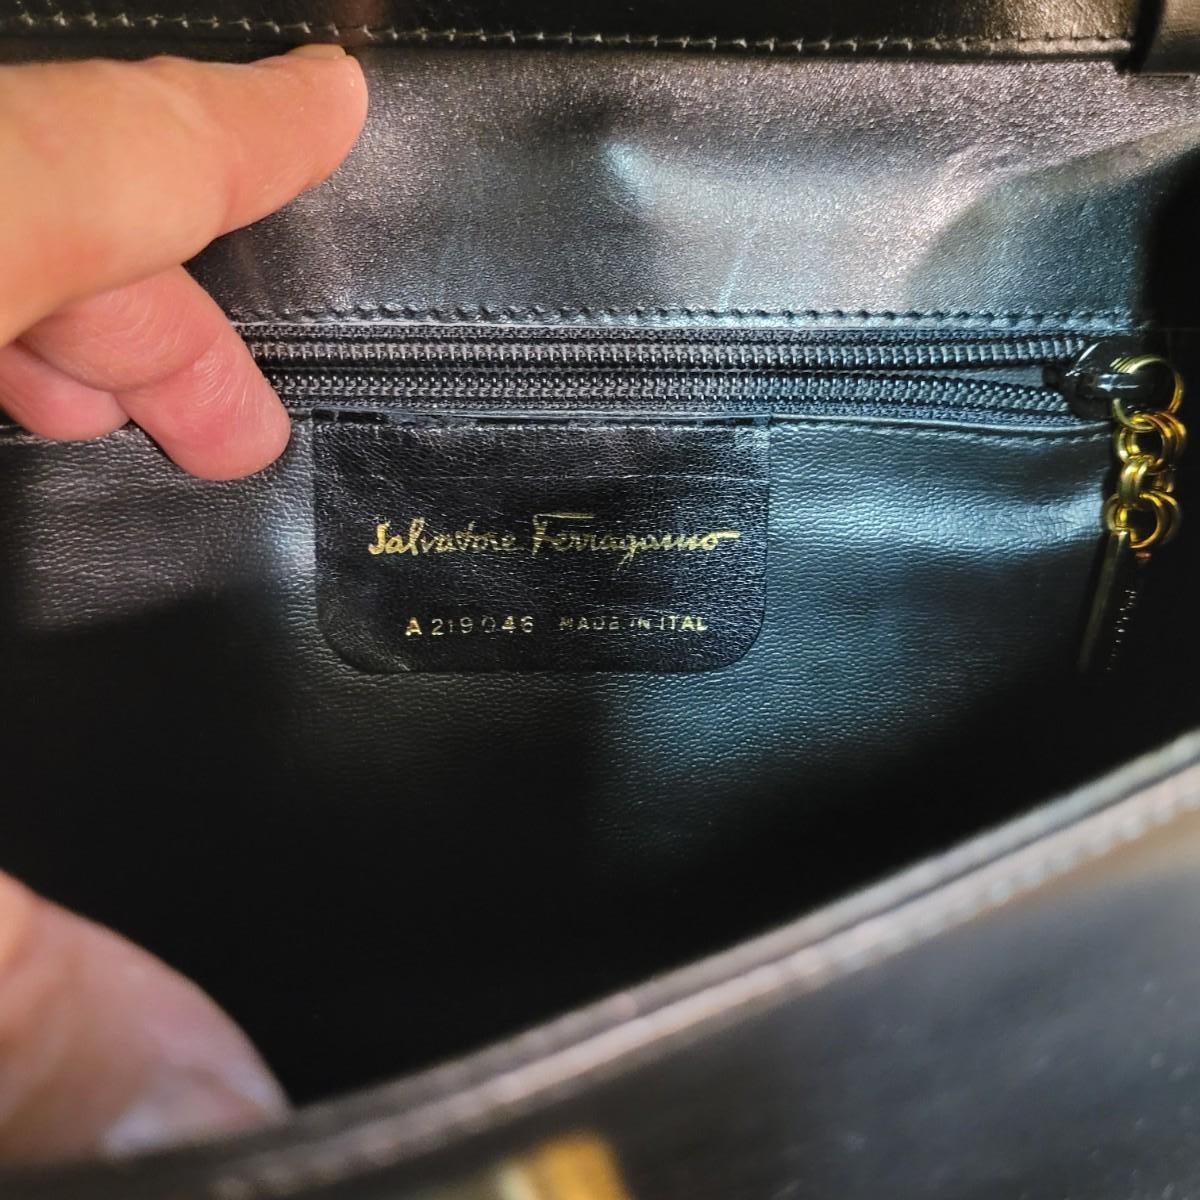 Salvatore Ferragamo
A 219046 MADE IN ITAL